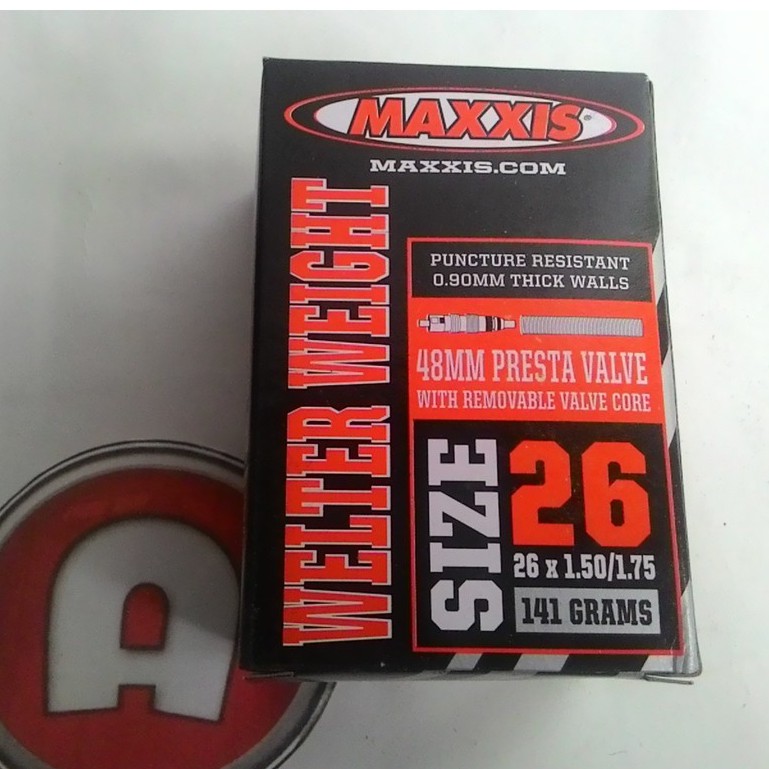 MAXXIS®
MAXXIS.COM
WELTER WEIGHT
PUNCTURE RESISTANT
0.90MM THICK WALLS
48MM PRESTA VALVE
WITH REMOVABLE VALVE CORE
SIZE
26
26 x 1.50/1.75
141 GRAMS
A